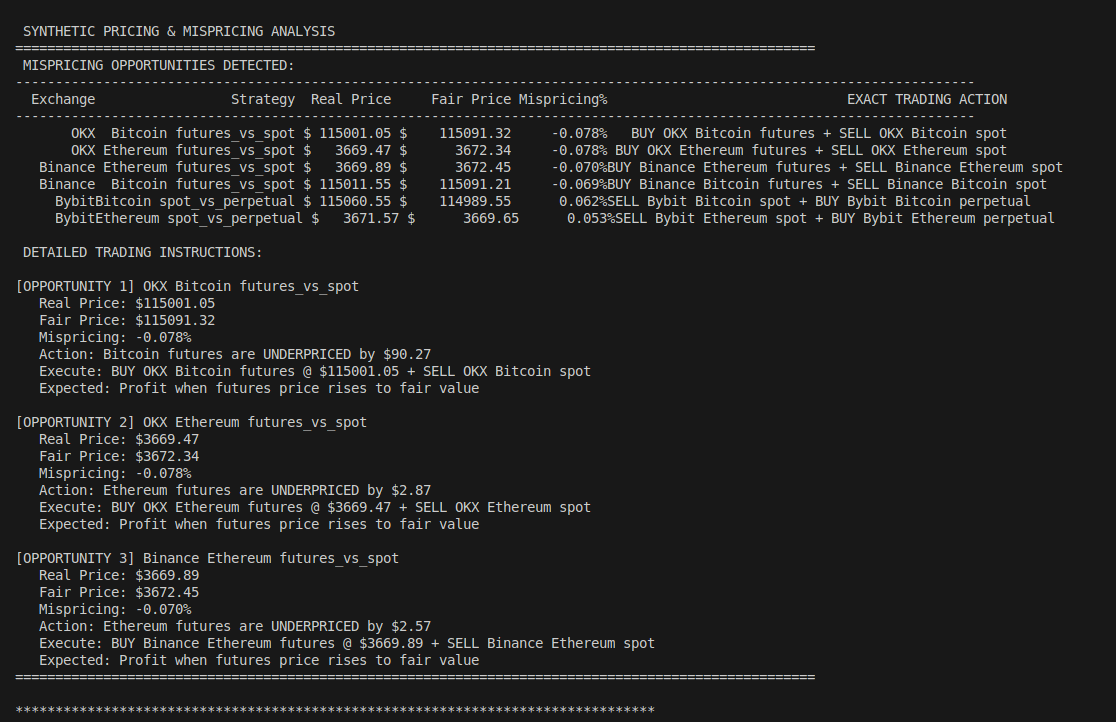 SYNTHETIC PRICING & MISPRICING ANALYSIS
====================================================================================================
MISPRICING OPPORTUNITIES DETECTED:
------------------------------------------------------------------------------------------------------------------------
Exchange Strategy Real Price Fair Price Mispricing% EXACT TRADING ACTION
------------------------------------------------------------------------------------------------------------------------
OKX Bitcoin futures_vs_spot $ 115001.05 $ 115091.32 -0.078% BUY OKX Bitcoin futures + SELL OKX Bitcoin spot
OKX Ethereum futures_vs_spot $ 3669.47 $ 3672.34 -0.078% BUY OKX Ethereum futures + SELL OKX Ethereum spot
Binance Ethereum futures_vs_spot $ 3669.89 $ 3672.45 -0.070%BUY Binance Ethereum futures + SELL Binance Ethereum spot
Binance Bitcoin futures_vs_spot $ 115011.55 $ 115091.21 -0.069%BUY Binance Bitcoin futures + SELL Binance Bitcoin spot
BybitBitcoin spot_vs_perpetual $ 115060.55 $ 114989.55 0.062%SELL Bybit Bitcoin spot + BUY Bybit Bitcoin perpetual
BybitEthereum spot_vs_perpetual $ 3671.57 $ 3669.65 0.053%SELL Bybit Ethereum spot + BUY Bybit Ethereum perpetual
DETAILED TRADING INSTRUCTIONS:
[OPPORTUNITY 1] OKX Bitcoin futures_vs_spot
Real Price: $115001.05
Fair Price: $115091.32
Mispricing: -0.078%
Action: Bitcoin futures are UNDERPRICED by $90.27
Execute: BUY OKX Bitcoin futures @ $115001.05 + SELL OKX Bitcoin spot
Expected: Profit when futures price rises to fair value
[OPPORTUNITY 2] OKX Ethereum futures_vs_spot
Real Price: $3669.47
Fair Price: $3672.34
Mispricing: -0.078%
Action: Ethereum futures are UNDERPRICED by $2.87
Execute: BUY OKX Ethereum futures @ $3669.47 + SELL OKX Ethereum spot
Expected: Profit when futures price rises to fair value
[OPPORTUNITY 3] Binance Ethereum futures_vs_spot
Real Price: $3669.89
Fair Price: $3672.45
Mispricing: -0.070%
Action: Ethereum futures are UNDERPRICED by $2.57
Execute: BUY Binance Ethereum futures @ $3669.89 + SELL Binance Ethereum spot
Expected: Profit when futures price rises to fair value
====================================================================================================
********************************************************************************